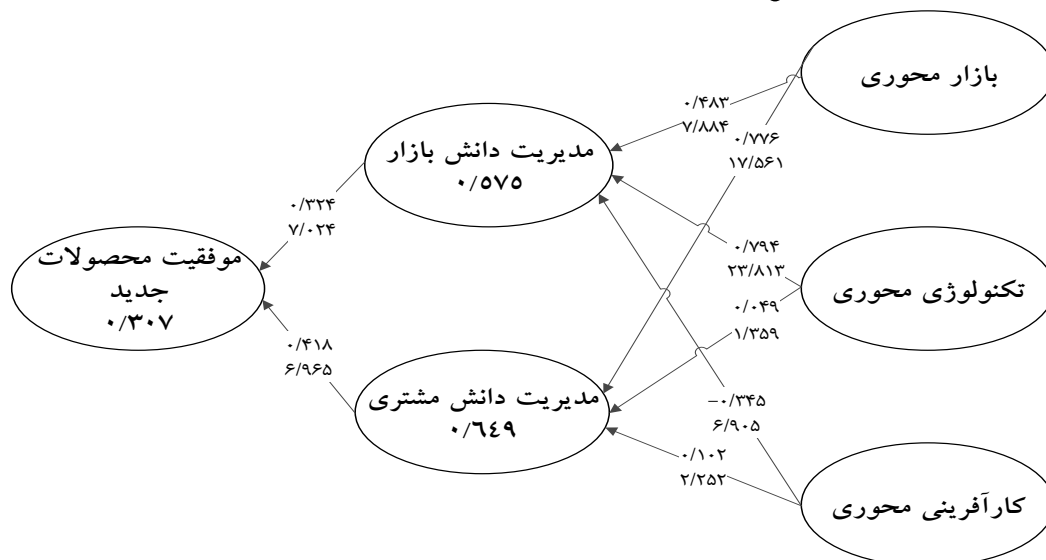 بازار محوری
۰/۴۸۳
۷/۸۸۴
۰/۷۷۶
۱۷/۵۶۱
مدیریت دانش بازار
۰/۵۷۵
۰/۳۲۴
۷/۰۲۴
موفقیت محصولات
جدید
۰/۳۰۷
۰/۷۹۴
۲۳/۸۱۳
تکنولوژی محوری
۰/۰۴۹
۱/۳۵۹
۰/۴۱۸
۶/۹۶۵
مدیریت دانش مشتری
۰/٦٤٩
−۰/۳۴۵
۶/۹۰۵
۰/۱۰۲
۲/۲۵۲
کارآفرینی محوری